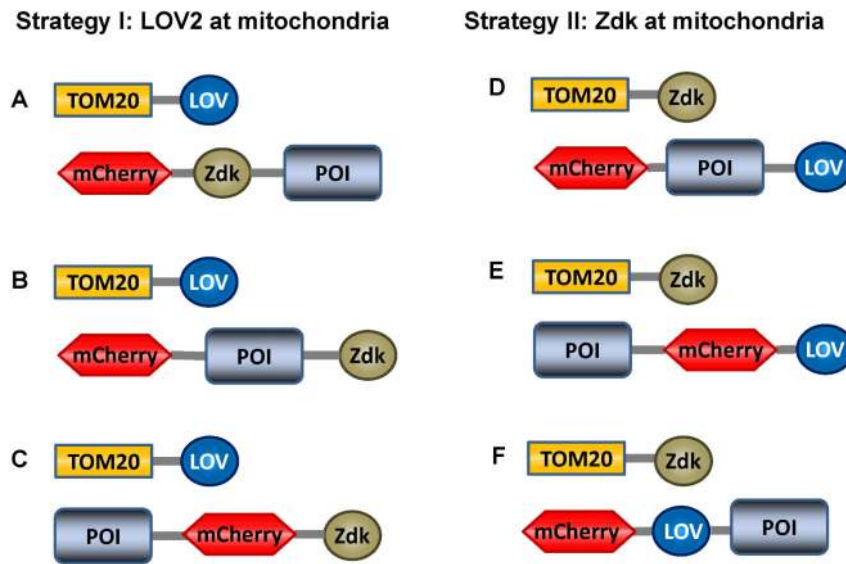 Strategy I: LOV2 at mitochondria
A
TOM20 LOV
mCherry Zdk POI
B
TOM20 LOV
mCherry POI Zdk
C
TOM20 LOV
POI mCherry Zdk
Strategy II: Zdk at mitochondria
D
TOM20 Zdk
mCherry POI LOV
E
TOM20 Zdk
POI mCherry LOV
F
TOM20 Zdk
mCherry LOV POI